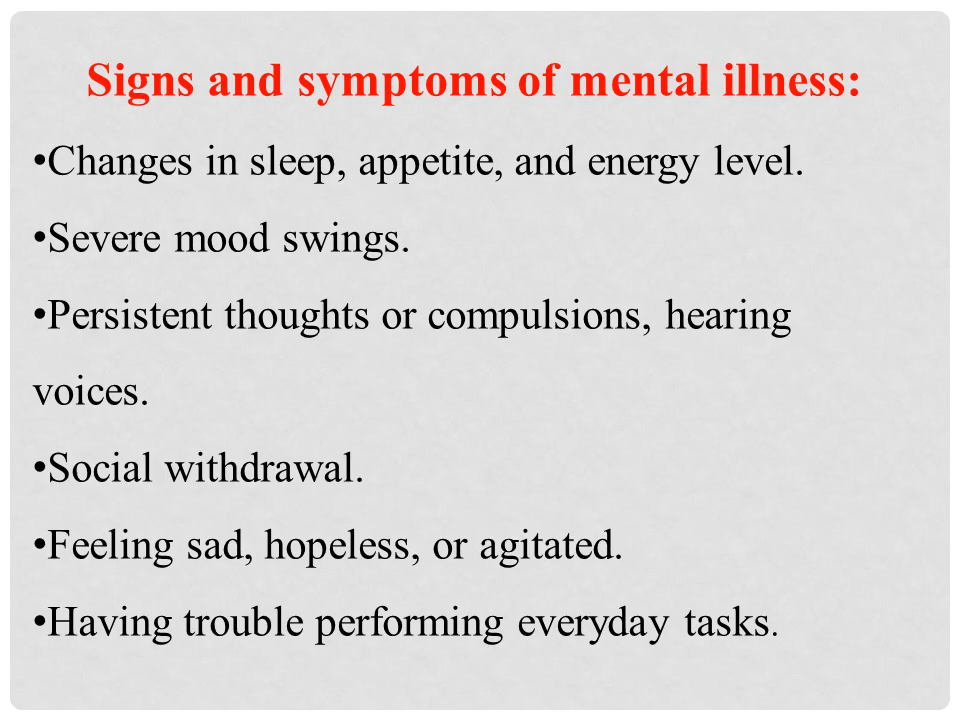 Signs and symptoms of mental illness:
•Changes in sleep, appetite, and energy level.
•Severe mood swings.
•Persistent thoughts or compulsions, hearing
voices.
•Social withdrawal.
•Feeling sad, hopeless, or agitated.
•Having trouble performing everyday tasks.